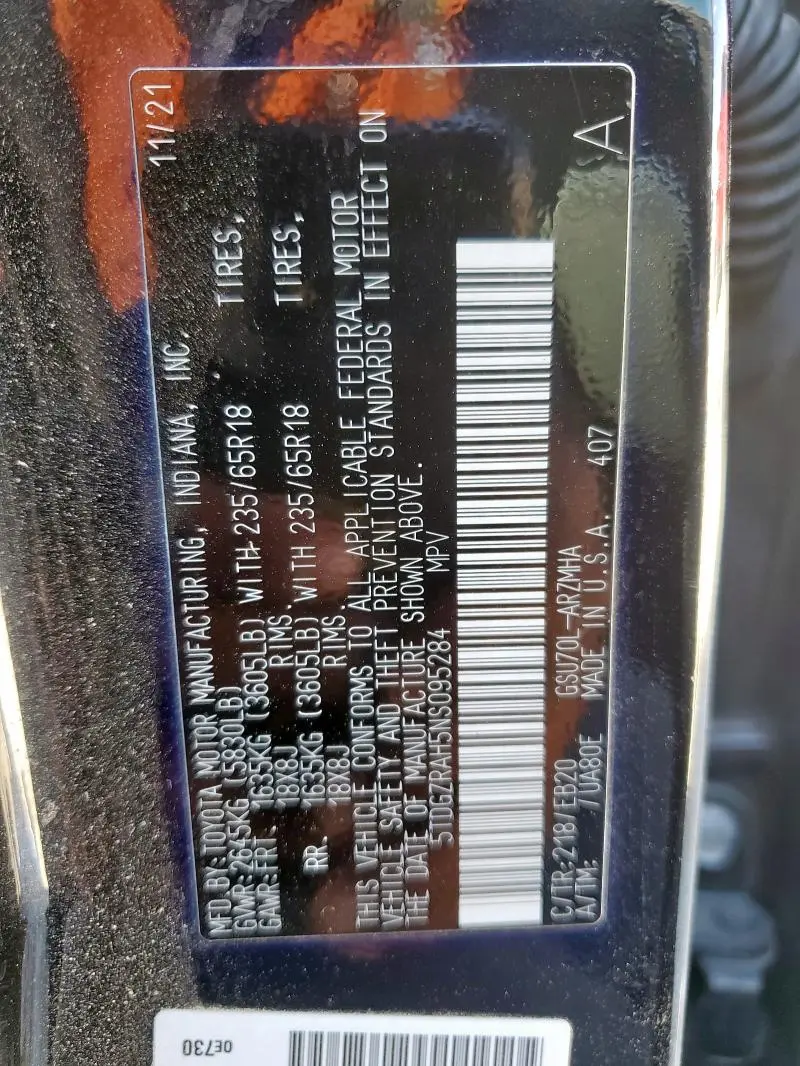 MFD.BY:TOYOTA MOTOR MANUFACTURING, INDIANA, INC. 11/21
GVWR:2645KG (5830LB)
GAWR:FRT 1635KG (3605LB) WITH 235/65R18 TIRES,
18X8J RIMS.
RR 1635KG (3605LB) WITH 235/65R18 TIRES,
18X8J RIMS.
THIS VEHICLE CONFORMS TO ALL APPLICABLE FEDERAL MOTOR
VEHICLE SAFETY AND THEFT PREVENTION STANDARDS IN EFFECT ON
THE DATE OF MANUFACTURE SHOWN ABOVE.
5TDGZRAH5NS095284 MPV
C/TR:218/EB20 GSU70L-ARZMHA 407 A
A/TM: /UA80E MADE IN U.S.A.
0E730